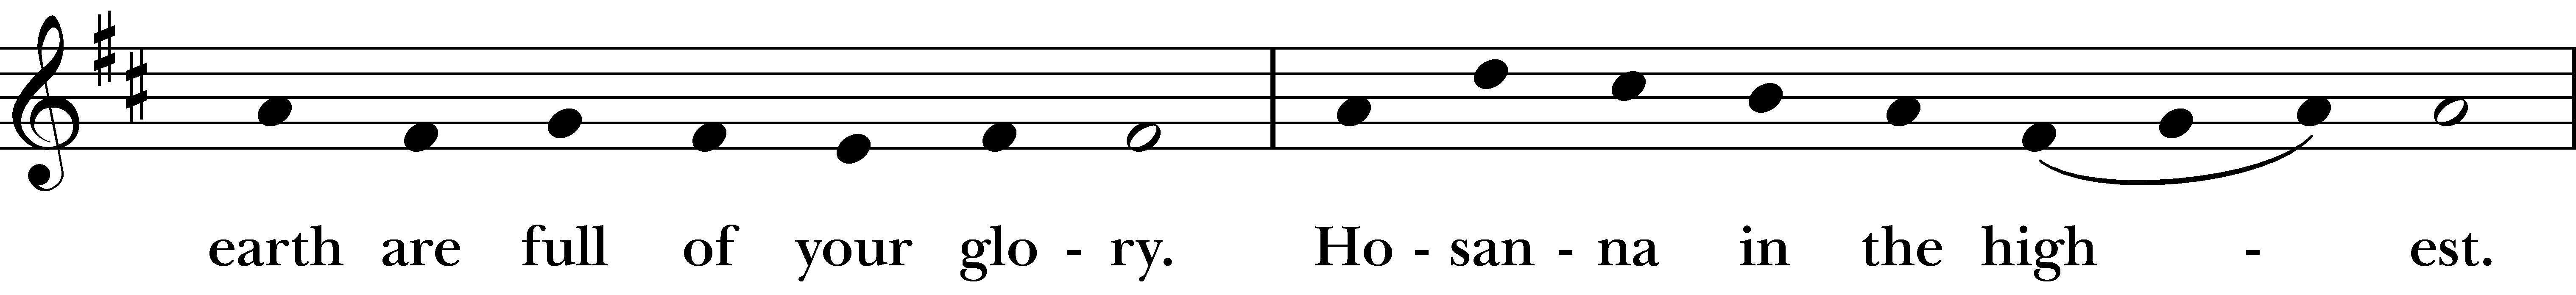 earth are full of your glo - ry. Ho - san - na in the high - est.